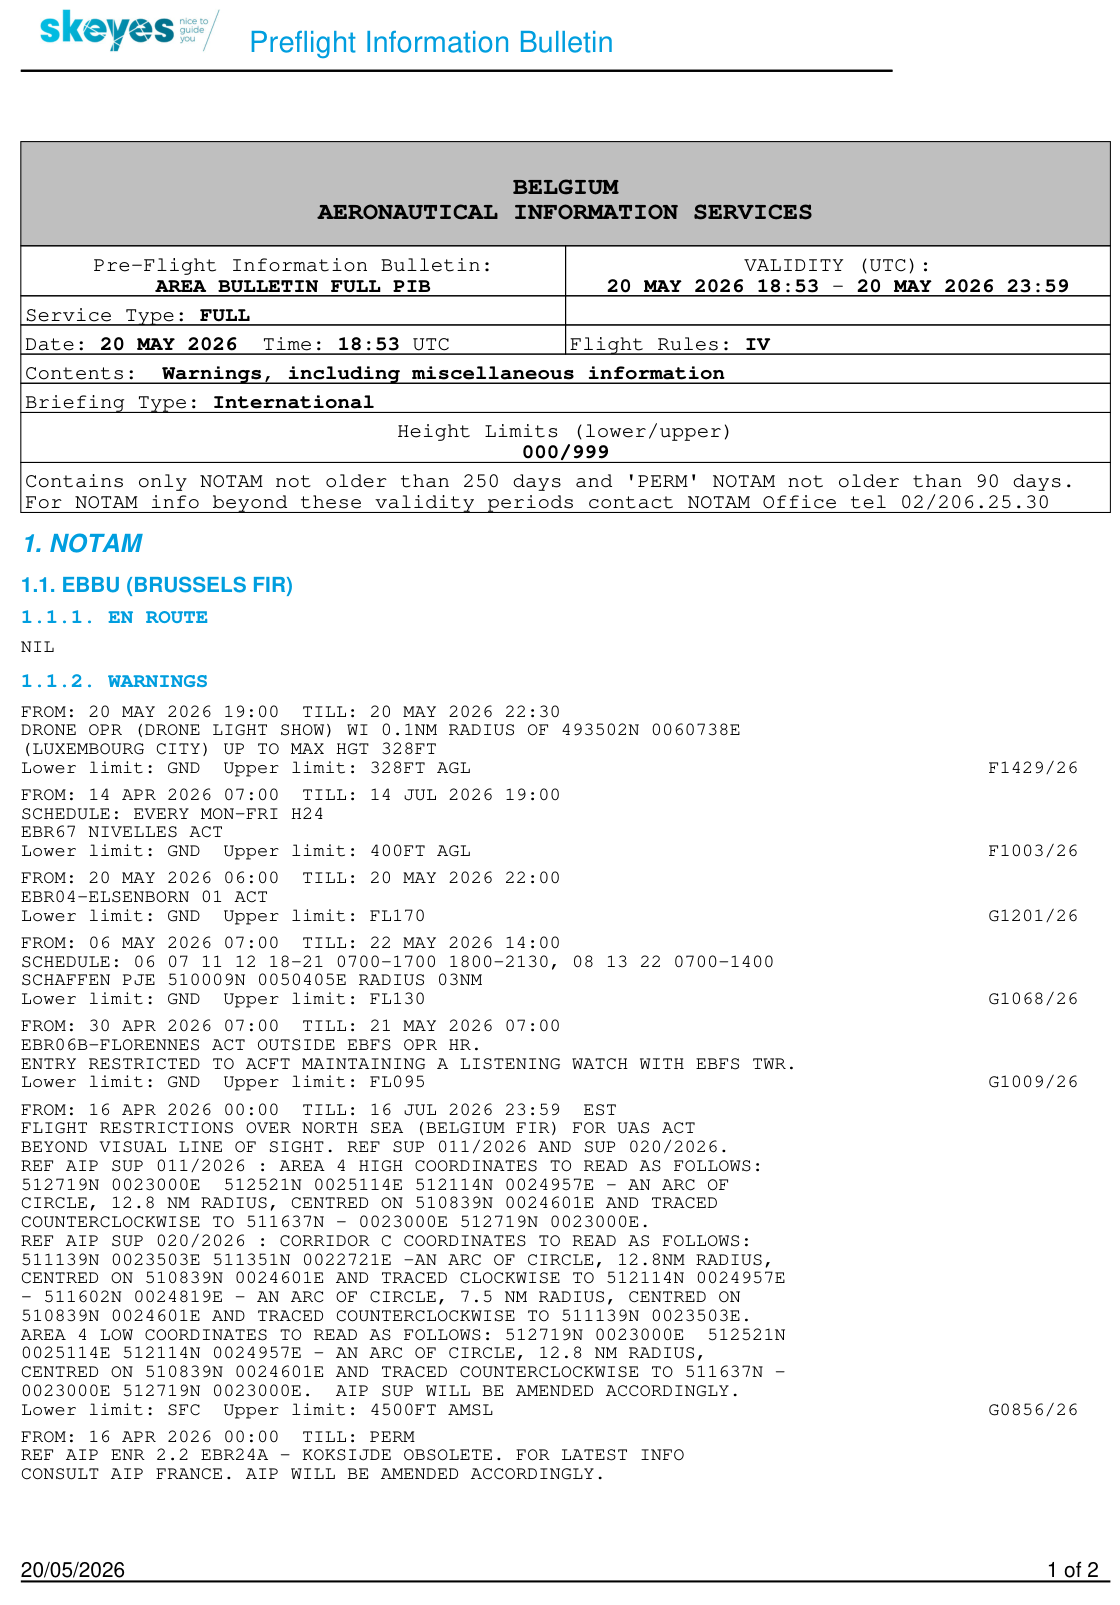 skeyes nice to guide you
Preflight Information Bulletin
BELGIUM
AERONAUTICAL INFORMATION SERVICES
Pre-Flight Information Bulletin:
AREA BULLETIN FULL PIB
VALIDITY (UTC):
20 MAY 2026 18:53 - 20 MAY 2026 23:59
Service Type: FULL
Date: 20 MAY 2026  Time: 18:53 UTC
Flight Rules: IV
Contents:  Warnings, including miscellaneous information
Briefing Type: International
Height Limits (lower/upper)
000/999
Contains only NOTAM not older than 250 days and 'PERM' NOTAM not older than 90 days.
For NOTAM info beyond these validity periods contact NOTAM Office tel 02/206.25.30
1. NOTAM
1.1. EBBU (BRUSSELS FIR)
1.1.1. EN ROUTE
NIL
1.1.2. WARNINGS
FROM: 20 MAY 2026 19:00  TILL: 20 MAY 2026 22:30
DRONE OPR (DRONE LIGHT SHOW) WI 0.1NM RADIUS OF 493502N 0060738E
(LUXEMBOURG CITY) UP TO MAX HGT 328FT
Lower limit: GND  Upper limit: 328FT AGL F1429/26
FROM: 14 APR 2026 07:00  TILL: 14 JUL 2026 19:00
SCHEDULE: EVERY MON-FRI H24
EBR67 NIVELLES ACT
Lower limit: GND  Upper limit: 400FT AGL F1003/26
FROM: 20 MAY 2026 06:00  TILL: 20 MAY 2026 22:00
EBR04-ELSENBORN 01 ACT
Lower limit: GND  Upper limit: FL170 G1201/26
FROM: 06 MAY 2026 07:00  TILL: 22 MAY 2026 14:00
SCHEDULE: 06 07 11 12 18-21 0700-1700 1800-2130, 08 13 22 0700-1400
SCHAFFEN PJE 510009N 0050405E RADIUS 03NM
Lower limit: GND  Upper limit: FL130 G1068/26
FROM: 30 APR 2026 07:00  TILL: 21 MAY 2026 07:00
EBR06B-FLORENNES ACT OUTSIDE EBFS OPR HR.
ENTRY RESTRICTED TO ACFT MAINTAINING A LISTENING WATCH WITH EBFS TWR.
Lower limit: GND  Upper limit: FL095 G1009/26
FROM: 16 APR 2026 00:00  TILL: 16 JUL 2026 23:59  EST
FLIGHT RESTRICTIONS OVER NORTH SEA (BELGIUM FIR) FOR UAS ACT
BEYOND VISUAL LINE OF SIGHT. REF SUP 011/2026 AND SUP 020/2026.
REF AIP SUP 011/2026 : AREA 4 HIGH COORDINATES TO READ AS FOLLOWS:
512719N 0023000E  512521N 0025114E 512114N 0024957E - AN ARC OF
CIRCLE, 12.8 NM RADIUS, CENTRED ON 510839N 0024601E AND TRACED
COUNTERCLOCKWISE TO 511637N - 0023000E 512719N 0023000E.
REF AIP SUP 020/2026 : CORRIDOR C COORDINATES TO READ AS FOLLOWS:
511139N 0023503E 511351N 0022721E -AN ARC OF CIRCLE, 12.8NM RADIUS,
CENTRED ON 510839N 0024601E AND TRACED CLOCKWISE TO 512114N 0024957E
- 511602N 0024819E - AN ARC OF CIRCLE, 7.5 NM RADIUS, CENTRED ON
510839N 0024601E AND TRACED COUNTERCLOCKWISE TO 511139N 0023503E.
AREA 4 LOW COORDINATES TO READ AS FOLLOWS: 512719N 0023000E  512521N
0025114E 512114N 0024957E - AN ARC OF CIRCLE, 12.8 NM RADIUS,
CENTRED ON 510839N 0024601E AND TRACED COUNTERCLOCKWISE TO 511637N -
0023000E 512719N 0023000E.  AIP SUP WILL BE AMENDED ACCORDINGLY.
Lower limit: SFC  Upper limit: 4500FT AMSL G0856/26
FROM: 16 APR 2026 00:00  TILL: PERM
REF AIP ENR 2.2 EBR24A - KOKSIJDE OBSOLETE. FOR LATEST INFO
CONSULT AIP FRANCE. AIP WILL BE AMENDED ACCORDINGLY.
20/05/2026 1 of 2